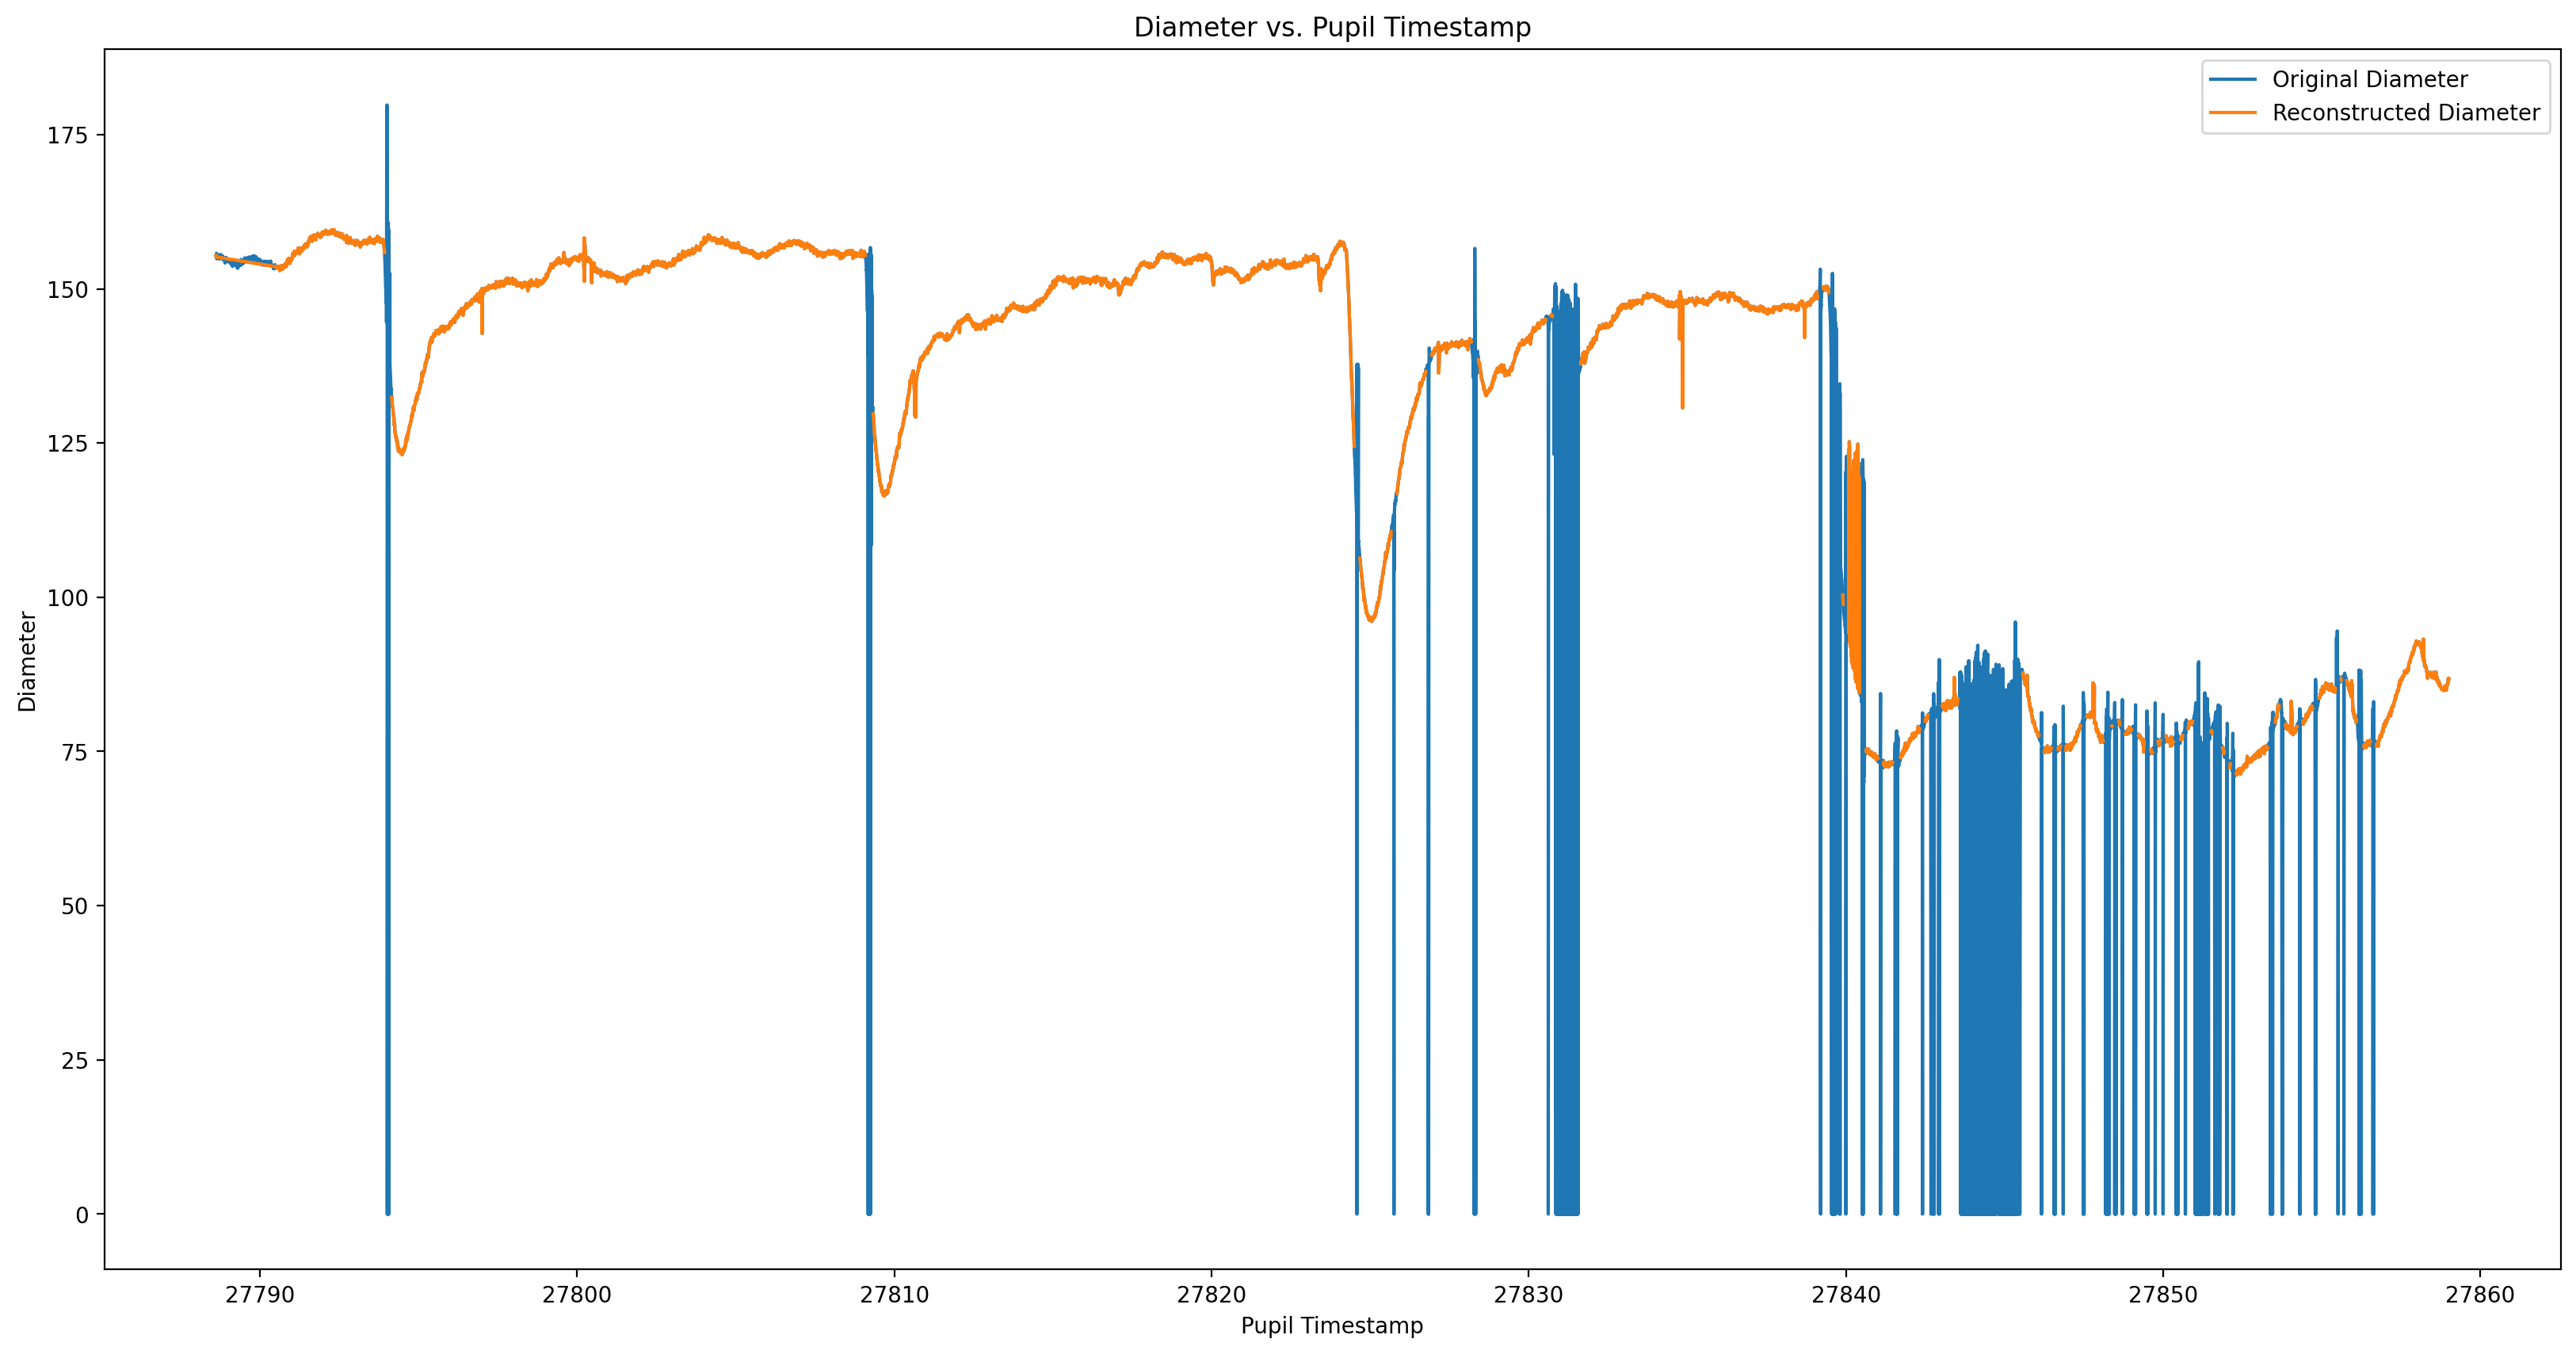 Diameter vs. Pupil Timestamp
Original Diameter
Reconstructed Diameter
175
150
125
100
75
50
25
0
Diameter
27790 27800 27810 27820 27830 27840 27850 27860
Pupil Timestamp